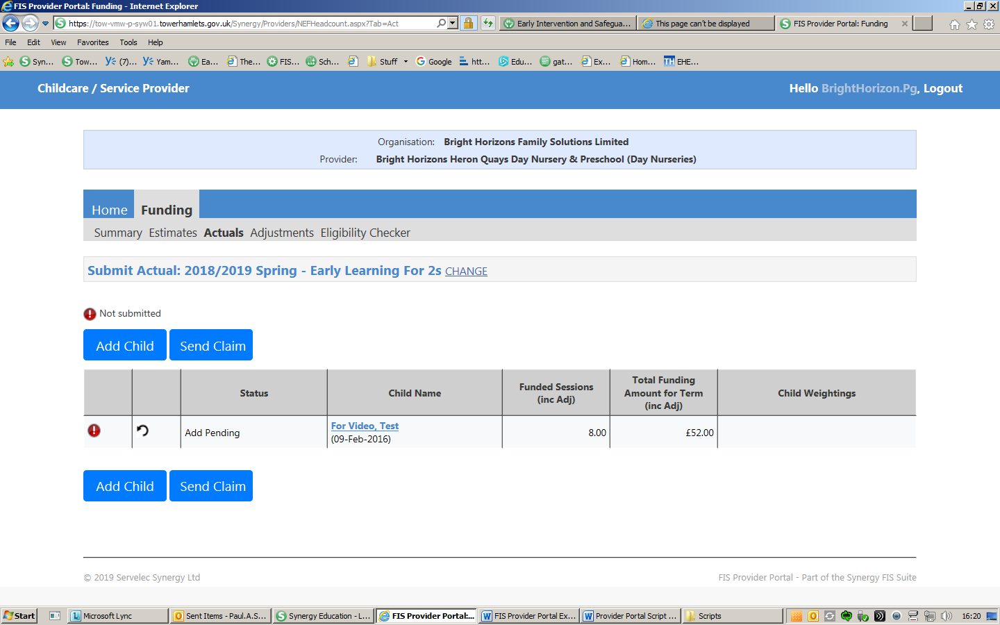 FIS Provider Portal: Funding - Internet Explorer
https://tow-vmw-p-syw01.towerhamlets.gov.uk/Synergy/Providers/NEFHeadcount.aspx?Tab=Act
Early Intervention and Safegua...
This page can't be displayed
FIS Provider Portal: Funding
File Edit View Favorites Tools Help
Syn... Tow... (7)... Yam... Ea... The... FIS... Sch... Stuff Google htt... Edu... gat... Ex... Hom... EHE...
Childcare / Service Provider
Hello BrightHorizon.Pg, Logout
Organisation: Bright Horizons Family Solutions Limited
Provider: Bright Horizons Heron Quays Day Nursery & Preschool (Day Nurseries)
Home Funding
Summary Estimates Actuals Adjustments Eligibility Checker
Submit Actual: 2018/2019 Spring - Early Learning For 2s CHANGE
Not submitted
Add Child Send Claim
Status
Child Name
Funded Sessions
(inc Adj)
Total Funding
Amount for Term
(inc Adj)
Child Weightings
Add Pending
For Video, Test
(09-Feb-2016)
8.00
£52.00
Add Child Send Claim
© 2019 Servelec Synergy Ltd
FIS Provider Portal - Part of the Synergy FIS Suite
Start
Microsoft Lync
Sent Items - Paul.A.S...
Synergy Education - L...
FIS Provider Portal:...
FIS Provider Portal Ex...
Provider Portal Script ...
Scripts
16:20